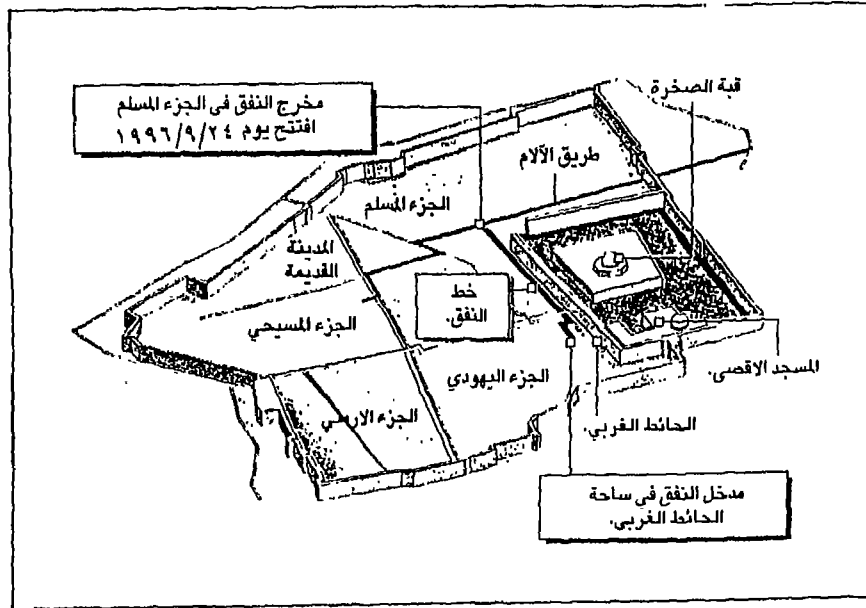 قبة الصخرة
مخرج النفق فى الجزء المسلم
افتتح يوم ١٩٩٦/٩/٢٤
طريق الآلام
الجزء المسلم
المدينة
القديمة
خط
النفق.
الجزء المسيحي
المسجد الاقصى.
الجزء اليهودي
الجزء الارمني
الحائط الغربي.
مدخل النفق في ساحة
الحائط الغربي.